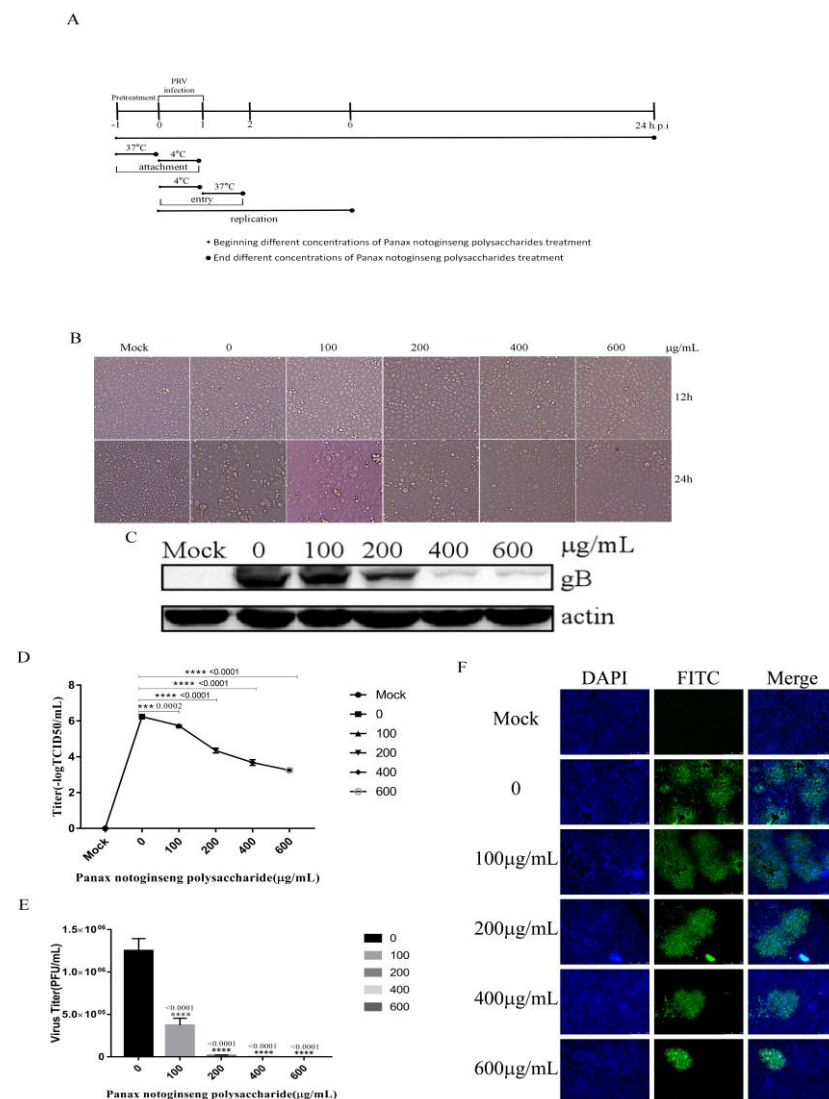 A
PRV
infection
Pretreatment
-1 0 1 2 6 24 h.p.i
37°C 4°C
attachment
4°C 37°C
entry
replication
• Beginning different concentrations of Panax notoginseng polysaccharides treatment
● End different concentrations of Panax notoginseng polysaccharides treatment
B
Mock 0 100 200 400 600 μg/mL
12h
24h
C
Mock 0 100 200 400 600 μg/mL
gB
actin
D
**** <0.0001
**** <0.0001
**** <0.0001
*** 0.0002
Titer(-logTCID50/mL)
8
6
4
2
0
Mock 0 100 200 400 600
Panax notoginseng polysaccharide(μg/mL)
Mock
0
100
200
400
600
E
Virus Titer(PFU/mL)
1.5×10⁰⁶
1.0×10⁰⁶
5.0×10⁰⁵
0
<0.0001 <0.0001 <0.0001 <0.0001
**** **** **** ****
0 100 200 400 600
Panax notoginseng polysaccharide(μg/mL)
0
100
200
400
600
F
DAPI FITC Merge
Mock
0
100μg/mL
200μg/mL
400μg/mL
600μg/mL